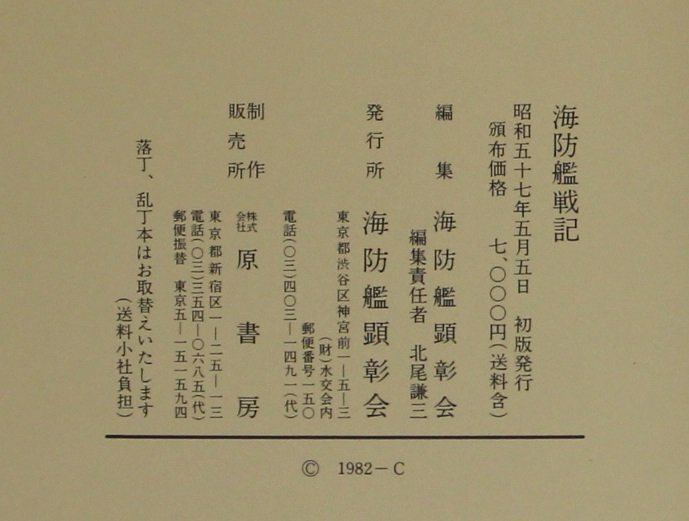 海防艦戦記
昭和五十七年五月五日　初版発行
頒布価格　七、〇〇〇円(送料含)
編集　海防艦顕彰会
編集責任者　北尾謙三
発行所　海防艦顕彰会
東京都渋谷区神宮前一―五―三
(財)水交会内
郵便番号一五〇
電話(〇三)四〇三―一四九一(代)
制作
販売所
株式会社　原書房
東京都新宿区一―二五―一三
電話(〇三)三五四―〇六八五(代)
郵便振替　東京五―一五一五九四
落丁、乱丁本はお取替えいたします
(送料小社負担)
© 1982－C